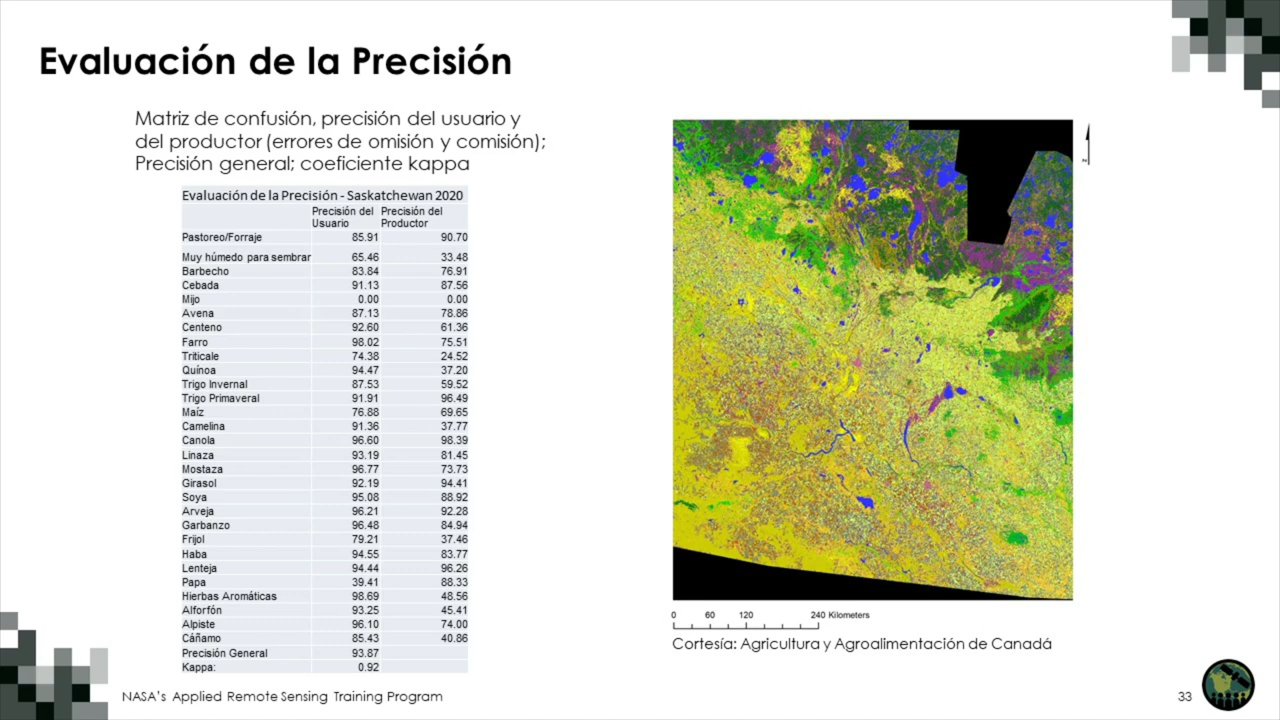 Evaluación de la Precisión
Matriz de confusión, precisión del usuario y
del productor (errores de omisión y comisión);
Precisión general; coeficiente kappa
Evaluación de la Precisión - Saskatchewan 2020
Precisión del Usuario Precisión del Productor
Pastoreo/Forraje 85.91 90.70
Muy húmedo para sembrar 65.46 33.48
Barbecho 83.84 76.91
Cebada 91.13 87.56
Mijo 0.00 0.00
Avena 87.13 78.86
Centeno 92.60 61.36
Farro 98.02 75.51
Triticale 74.38 24.52
Quínoa 94.47 37.20
Trigo Invernal 87.53 59.52
Trigo Primaveral 91.91 96.49
Maíz 76.88 69.65
Camelina 91.36 37.77
Canola 96.60 98.39
Linaza 93.19 81.45
Mostaza 96.77 73.73
Girasol 92.19 94.41
Soya 95.08 88.92
Arveja 96.21 92.28
Garbanzo 96.48 84.94
Frijol 79.21 37.46
Haba 94.55 83.77
Lenteja 94.44 96.26
Papa 39.41 88.33
Hierbas Aromáticas 98.69 48.56
Alforfón 93.25 45.41
Alpiste 96.10 74.00
Cáñamo 85.43 40.86
Precisión General 93.87
Kappa: 0.92
N
0 60 120 240 Kilometers
Cortesía: Agricultura y Agroalimentación de Canadá
NASA's Applied Remote Sensing Training Program
33